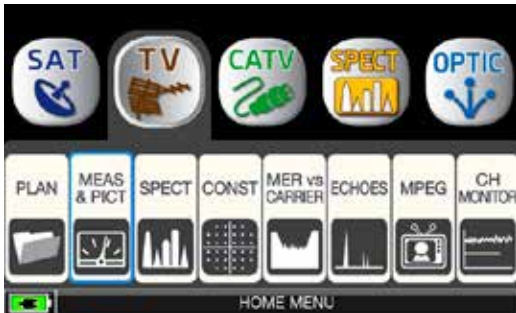 SAT TV CATV SPECT OPTIC
PLAN
MEAS
& PICT
SPECT
CONST
MER vs
CARRIER
ECHOES
MPEG
CH
MONITOR
HOME MENU